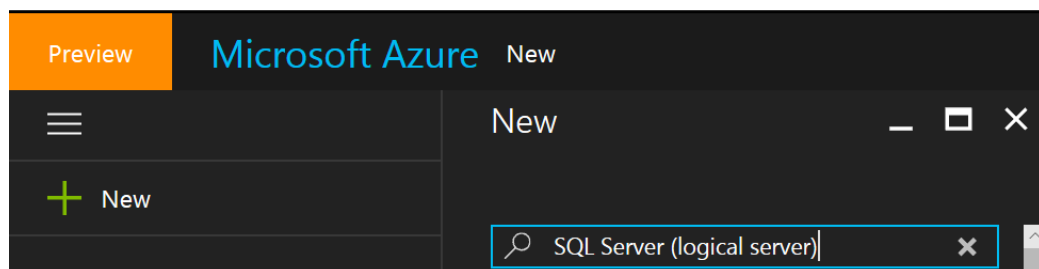 Preview Microsoft Azure New
New
New
SQL Server (logical server)